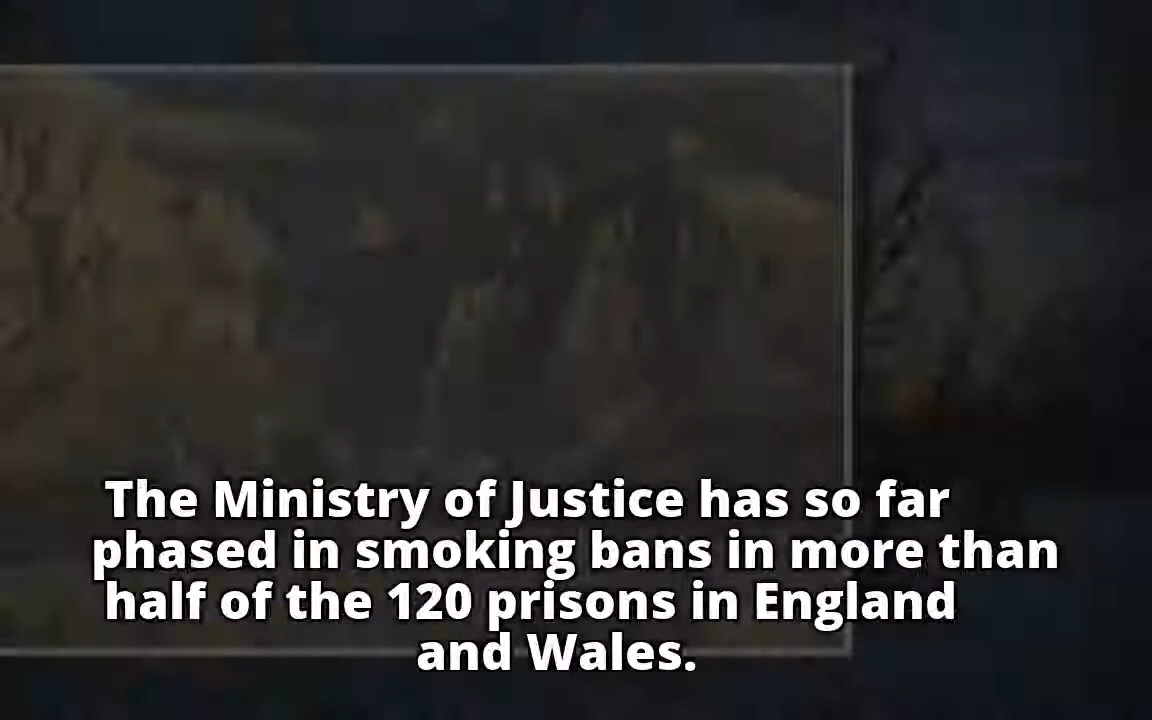 The Ministry of Justice has so far
phased in smoking bans in more than
half of the 120 prisons in England
and Wales.